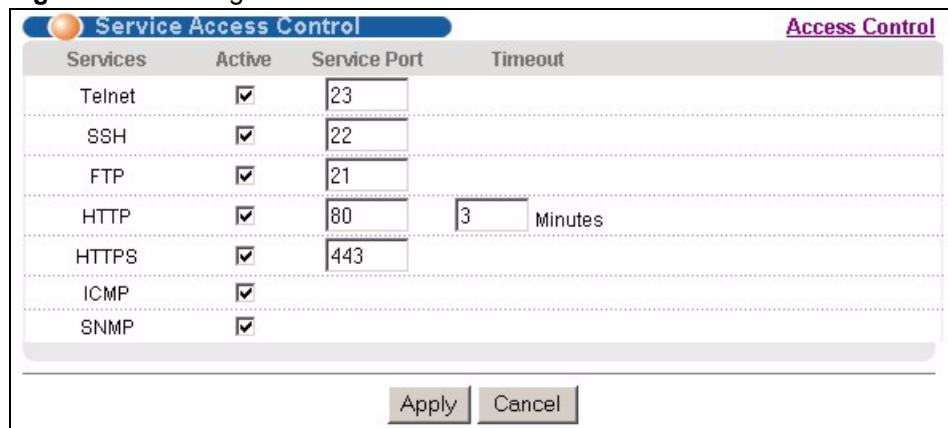 Service Access Control Access Control
Services Active Service Port Timeout
Telnet 23
SSH 22
FTP 21
HTTP 80 3 Minutes
HTTPS 443
ICMP
SNMP
Apply Cancel